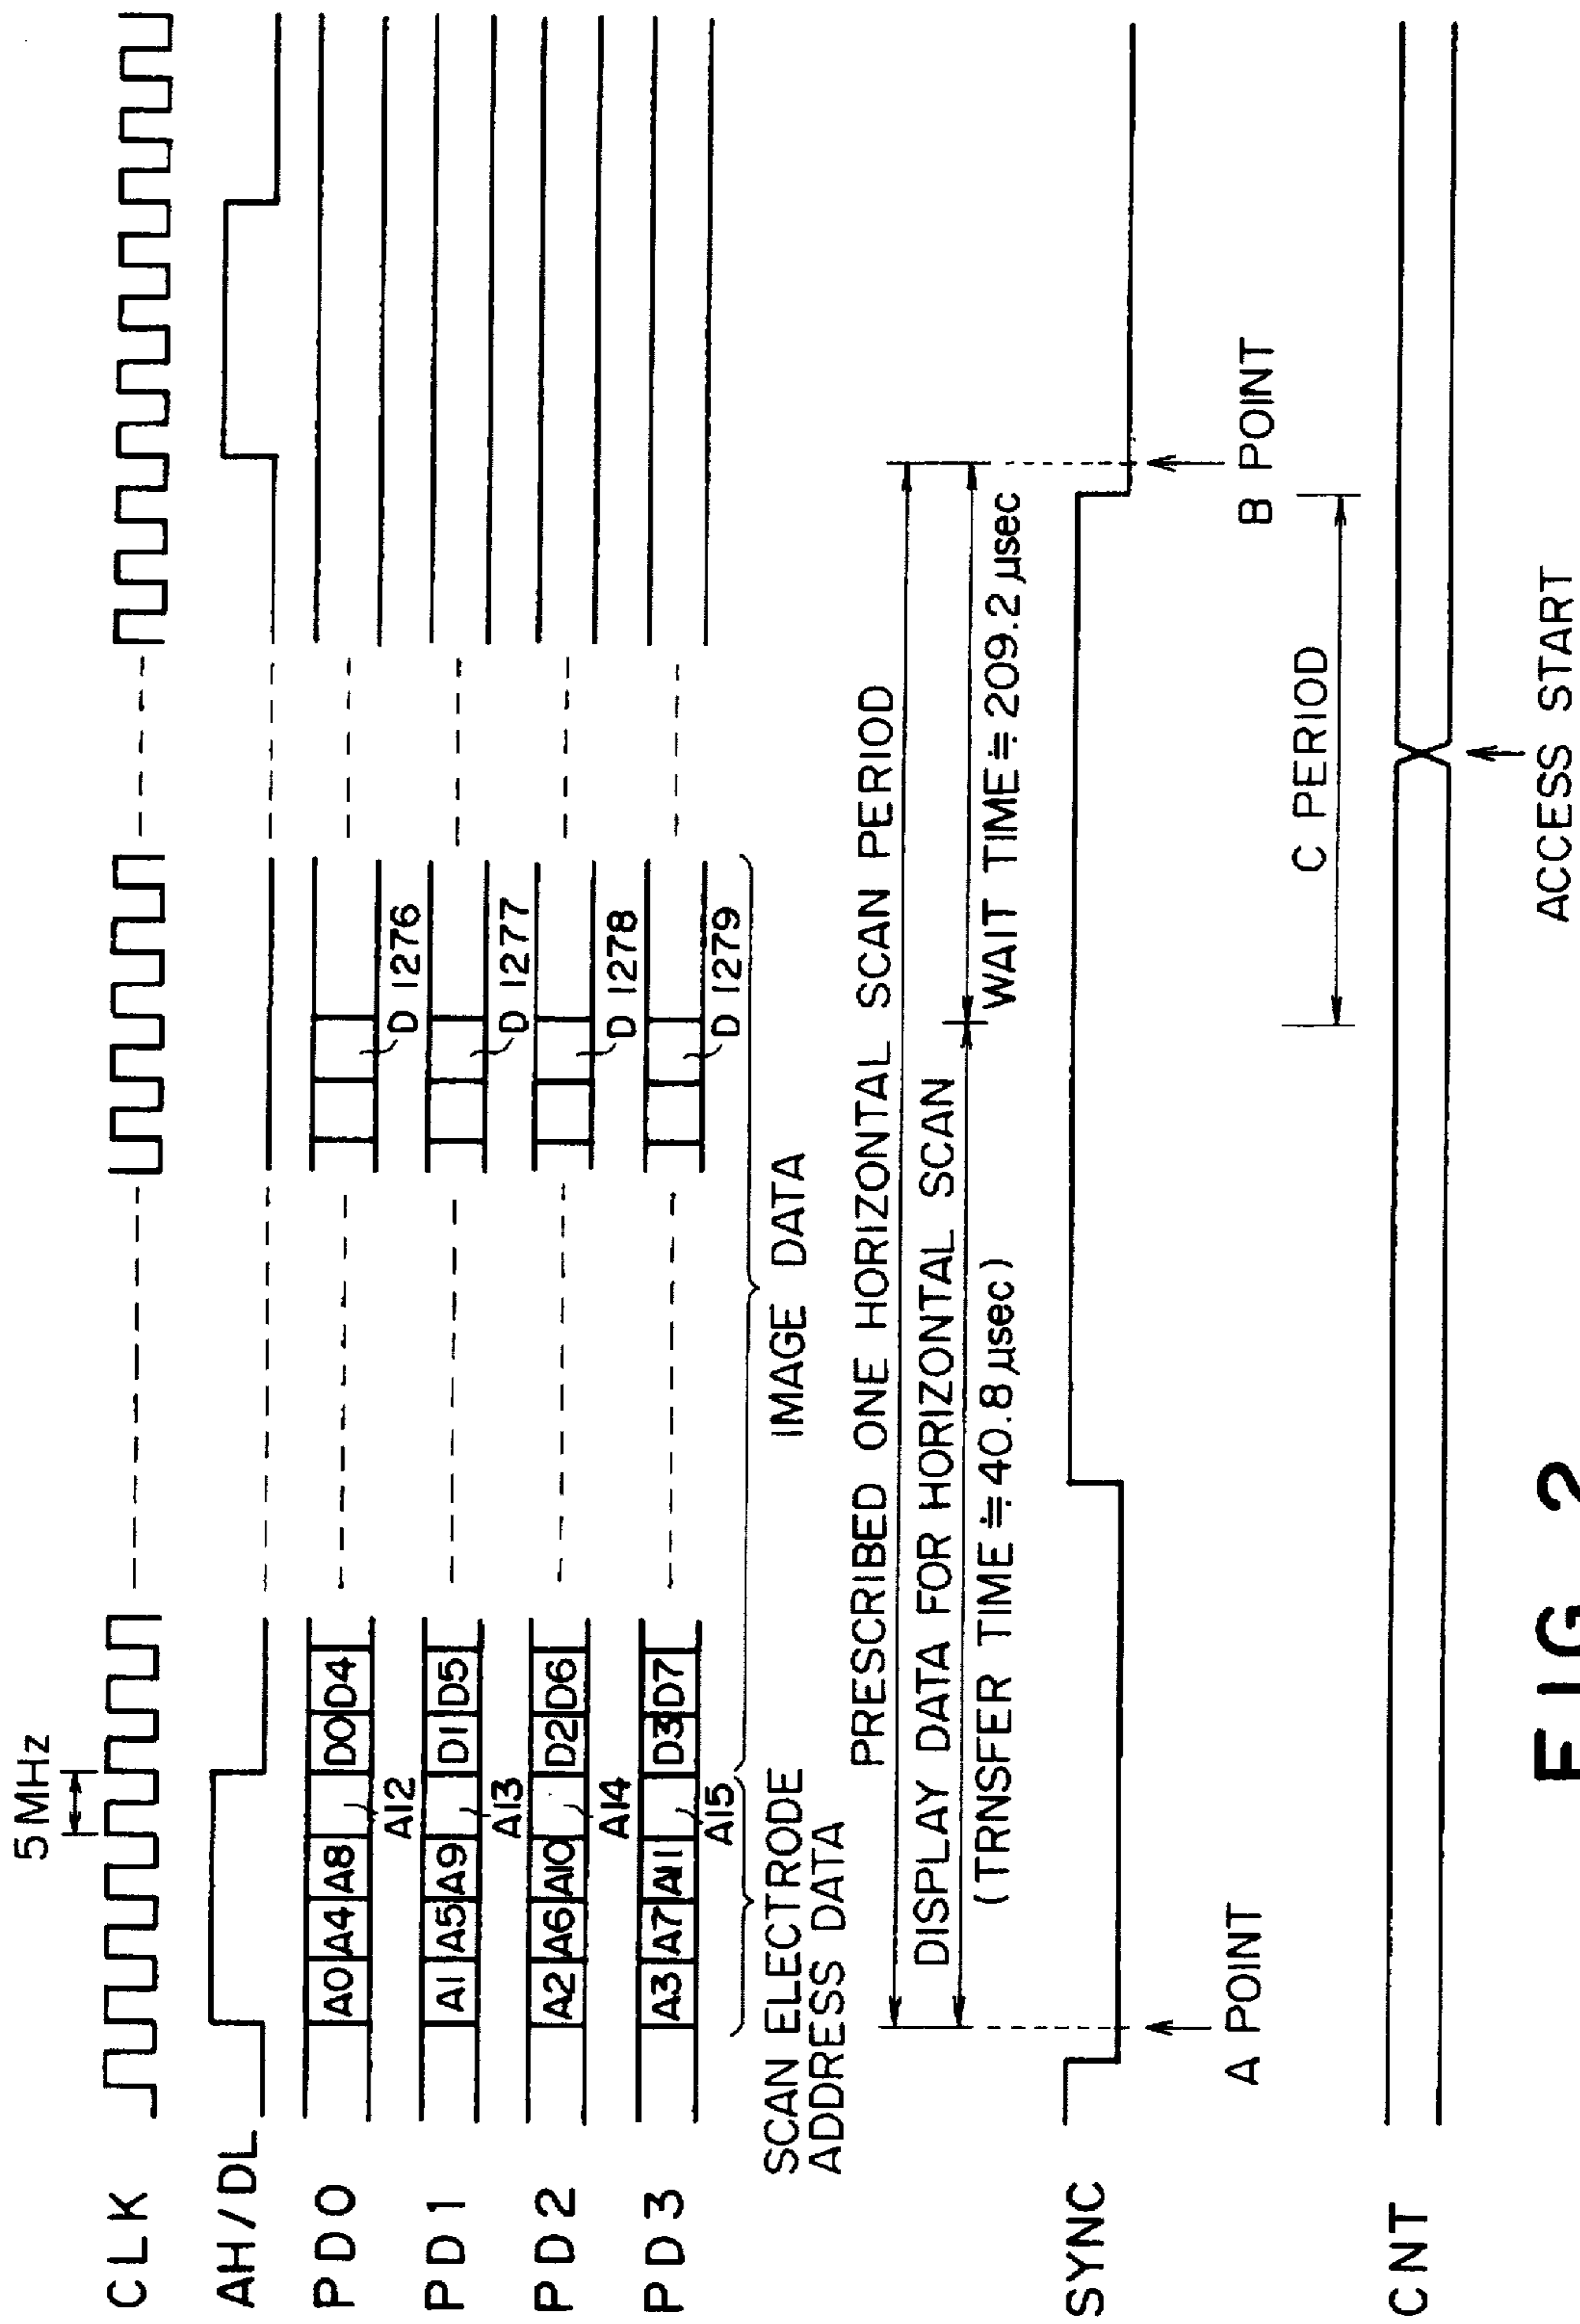 5MHz
CLK
AH/DL
PD0
A0 A4 A8 D0 D4
A12
D 1276
PD1
A1 A5 A9 D1 D5
A13
D 1277
PD2
A2 A6 A10 D2 D6
A14
D 1278
PD3
A3 A7 A11 D3 D7
A15
D 1279
SCAN ELECTRODE
ADDRESS DATA
IMAGE DATA
PRESCRIBED ONE HORIZONTAL SCAN PERIOD
DISPLAY DATA FOR HORIZONTAL SCAN
(TRNSFER TIME ≒ 40.8 μsec)
WAIT TIME ≒ 209.2 μsec
SYNC
A POINT
B POINT
C PERIOD
CNT
ACCESS START
FIG. 2